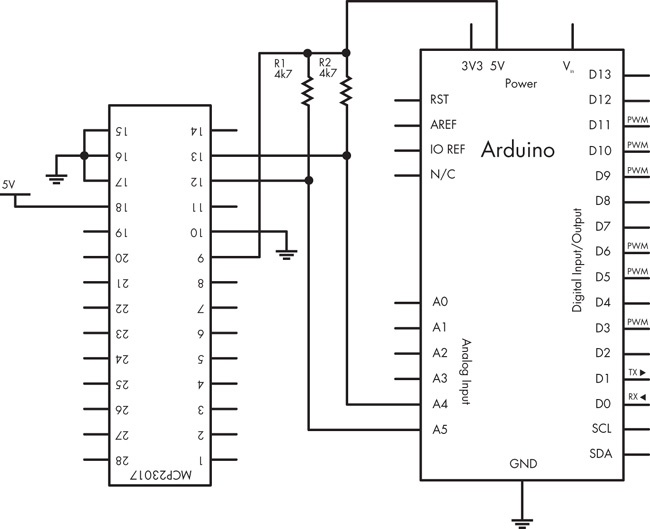 R1 R2
4k7 4k7
3V3 5V VIN
Power
D13
RST D12
AREF D11 PWM
IO REF Arduino D10 PWM
N/C D9 PWM
D8
D7
D6 PWM
D5 PWM
A0 D4
A1 D3 PWM
A2 D2
A3 D1 TX
A4 D0 RX
A5 SCL
SDA
GND
Digital Input/Output
Analog Input
15 14
16 13
17 12
5V
18 11
19 10
20 9
21 8
22 7
23 6
24 5
25 4
26 3
27 2
28 1
MCP23017